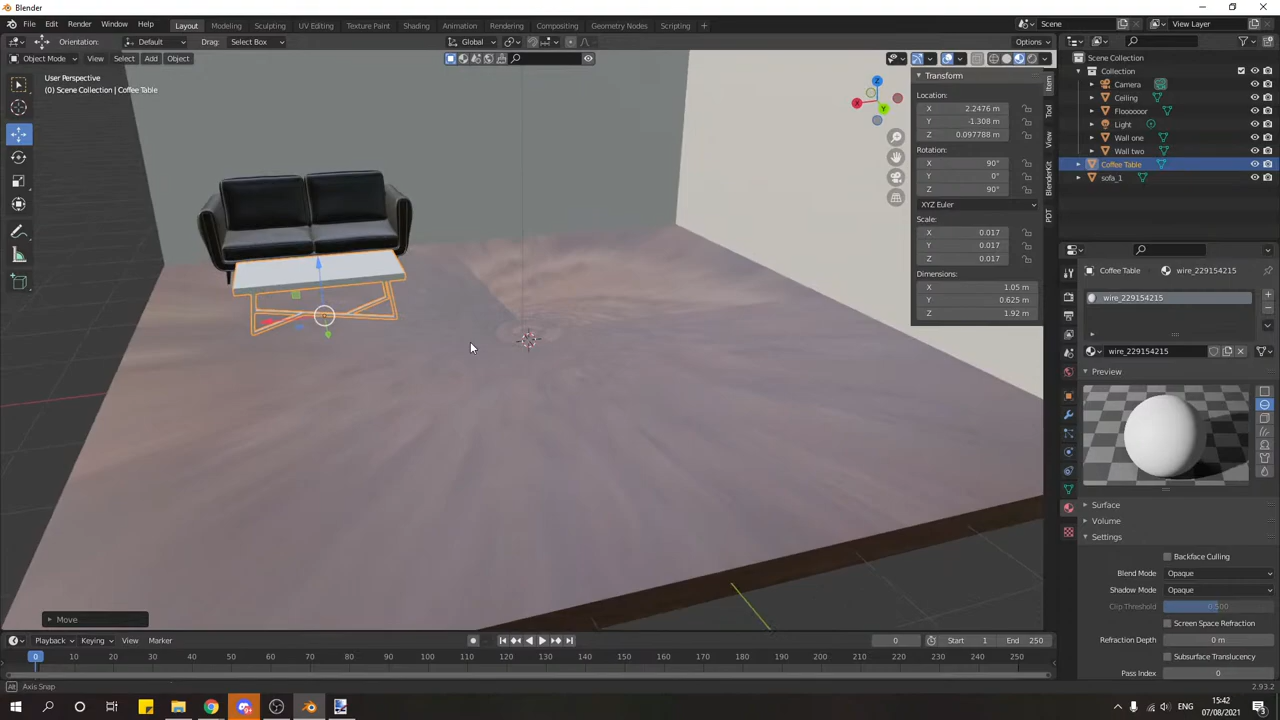 Blender
File Edit Render Window Help Layout Modeling Sculpting UV Editing Texture Paint Shading Animation Rendering Compositing Geometry Nodes Scripting + Scene View Layer
Orientation: Default Drag: Select Box Global Options
Object Mode View Select Add Object
User Perspective
(0) Scene Collection | Coffee Table
X
Y
Z
Transform
Location:
X 2.2476 m
Y -1.308 m
Z 0.097788 m
Rotation:
X 90°
Y 0°
Z 90°
XYZ Euler
Scale:
X 0.017
Y 0.017
Z 0.017
Dimensions:
X 1.05 m
Y 0.625 m
Z 1.92 m
Item
Tool
View
BlenderKit
PDT
Scene Collection
Collection
Camera
Ceiling
Flooooor
Light
Wall one
Wall two
Coffee Table
sofa_1
Coffee Table wire_229154215
wire_229154215
wire_229154215
Preview
Surface
Volume
Settings
Backface Culling
Blend Mode Opaque
Shadow Mode Opaque
Clip Threshold 0.500
Screen Space Refraction
Refraction Depth 0 m
Subsurface Translucency
Pass Index 0
Move
Playback Keying View Marker 0 Start 1 End 250
0 10 20 30 40 50 60 70 80 90 100 110 120 130 140 150 160 170 180 190 200 210 220 230 240 250
Axis Snap 2.93.2
ENG 15:42
07/08/2021